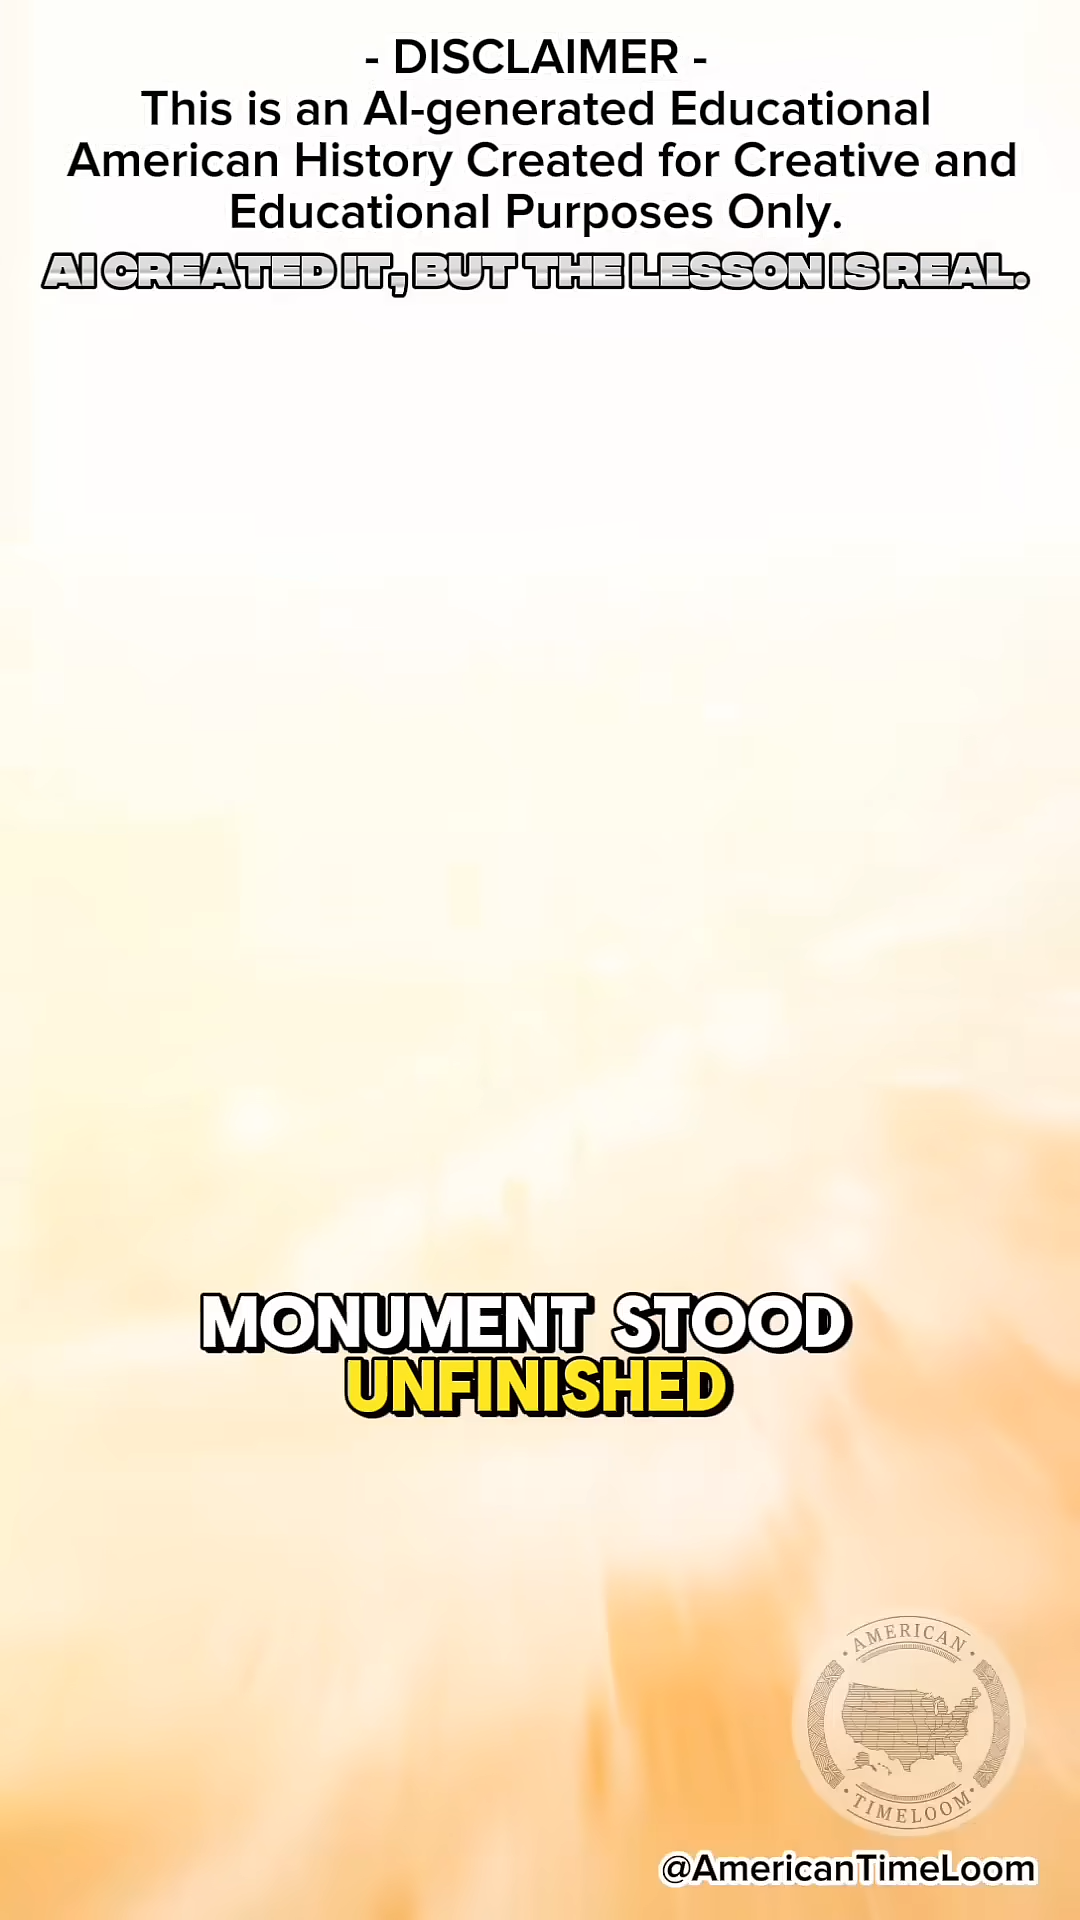 - DISCLAIMER -
This is an AI-generated Educational
American History Created for Creative and
Educational Purposes Only.
AI CREATED IT, BUT THE LESSON IS REAL.
MONUMENT STOOD
UNFINISHED
AMERICAN
TIMELOOM
@AmericanTimeLoom